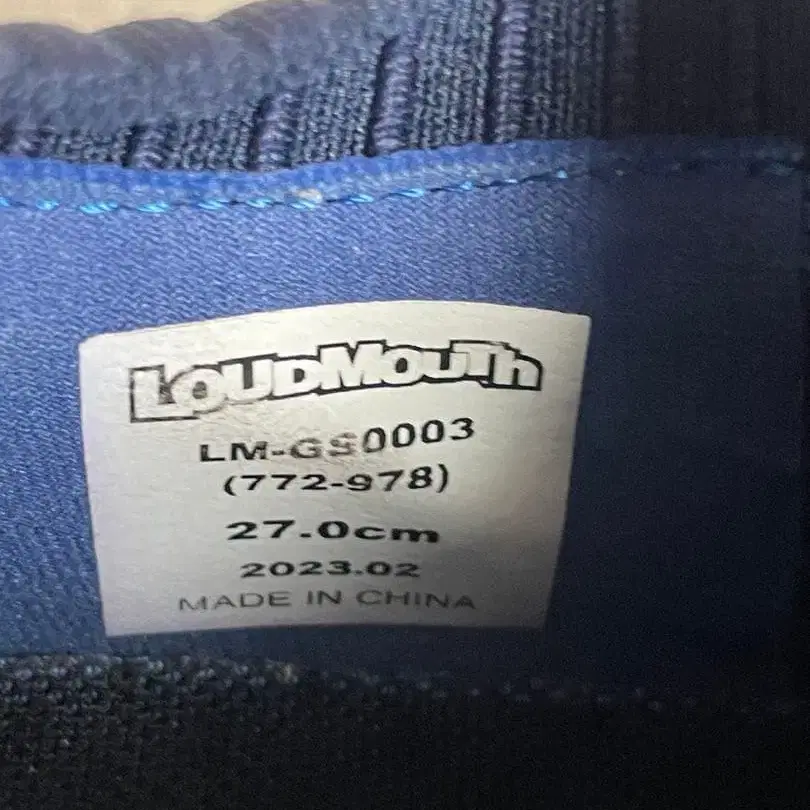 LOUDMOUTH
LM-GS0003
(772-978)
27.0cm
2023.02
MADE IN CHINA